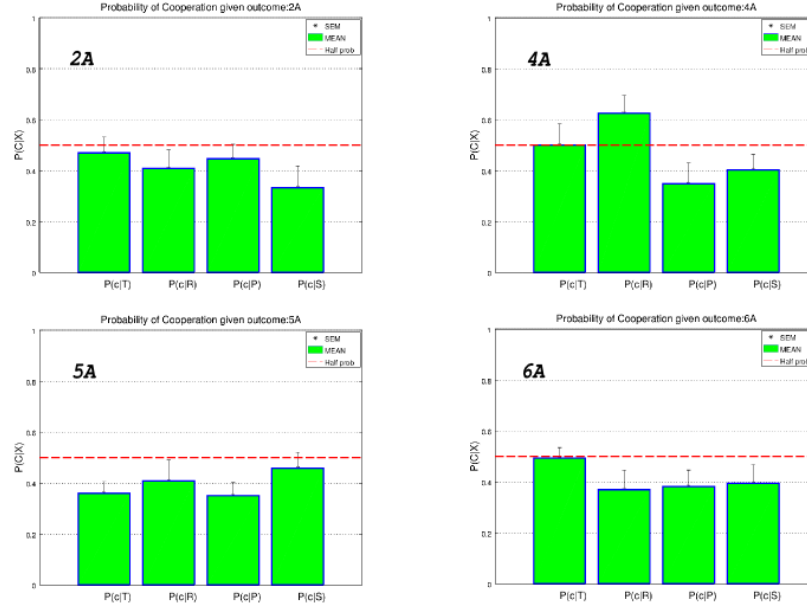 Probability of Cooperation given outcome:2A
1
0.8
0.6
0.4
0.2
0
P(C|X)
2A
SEM
MEAN
Half prob
P(c|T) P(c|R) P(c|P) P(c|S}
Probability of Cooperation given outcome:4A
1
0.8
0.6
0.4
0.2
0
P(C|X)
4A
SEM
MEAN
Half prob
P(c|T) P(c|R) P(c|P) P(c|S}
Probability of Cooperation given outcome:5A
1
0.8
0.6
0.4
0.2
0
P(C|X)
5A
SEM
MEAN
Half prob
P(c|T) P(c|R) P(c|P) P(c|S}
Probability of Cooperation given outcome:6A
1
0.8
0.6
0.4
0.2
0
P(C|X)
6A
SEM
MEAN
Half prob
P(c|T) P(c|R) P(c|P) P(c|S}